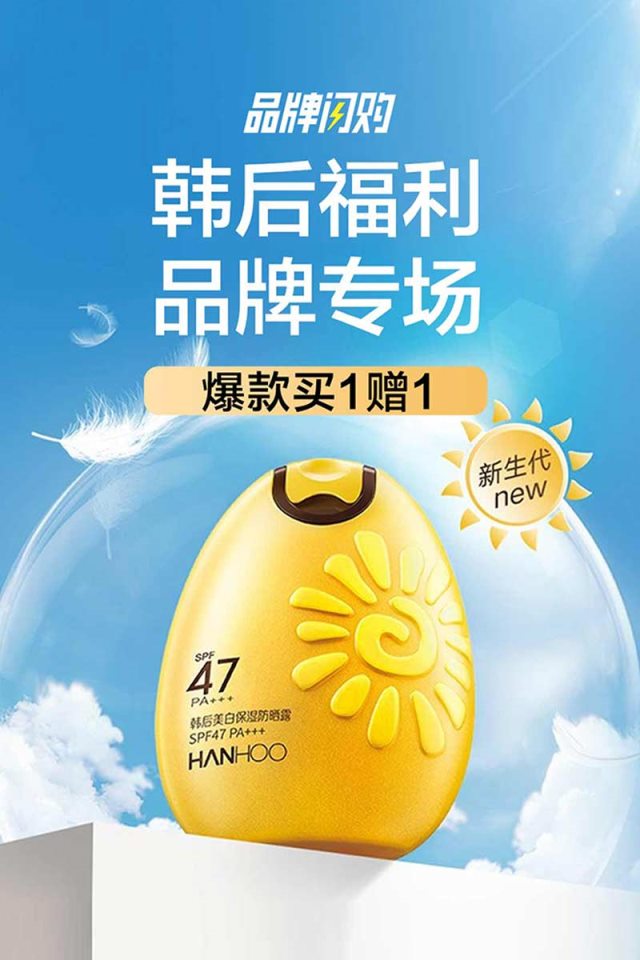 品牌闪购
韩后福利
品牌专场
爆款买1赠1
新生代
new
SPF
47
PA+++
韩后美白保湿防晒露
SPF47 PA+++
HANHOO